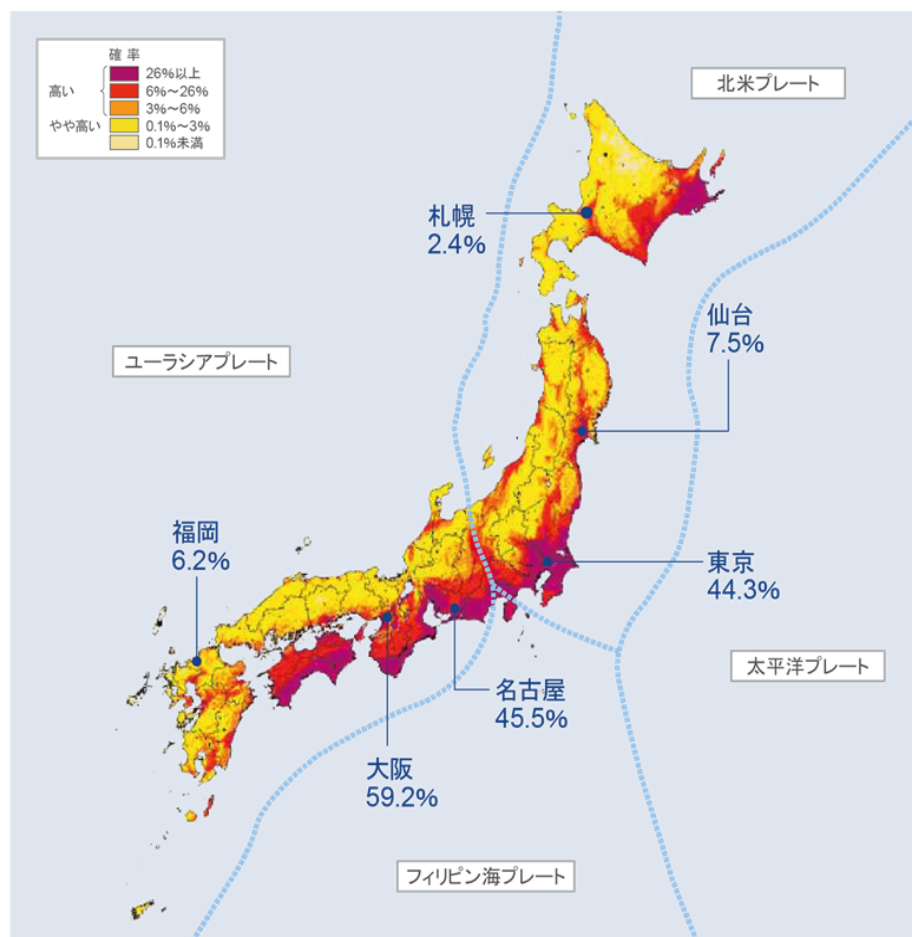 確 率
高い
26%以上
6%〜26%
3%〜6%
やや高い
0.1%〜3%
0.1%未満
北米プレート
札幌
2.4%
仙台
7.5%
ユーラシアプレート
福岡
6.2%
東京
44.3%
太平洋プレート
名古屋
45.5%
大阪
59.2%
フィリピン海プレート